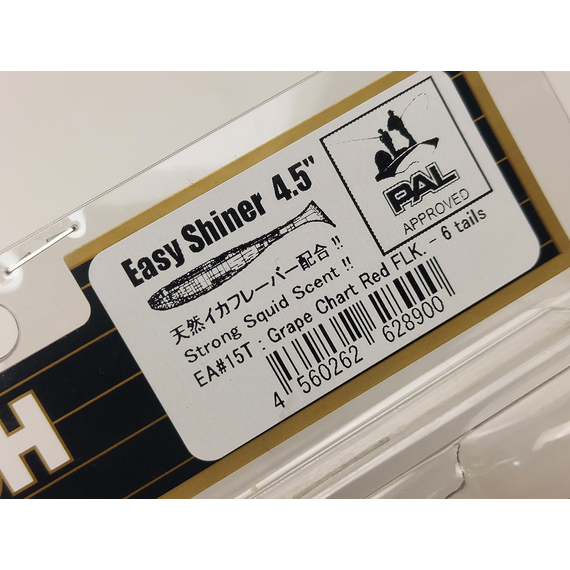 Easy Shiner 4.5"
PAL
APPROVED
天然イカフレーバー配合!!
Strong Squid Scent!!
EA#15T : Grape Chart Red FLK. - 6 tails
4 560262 628900
H